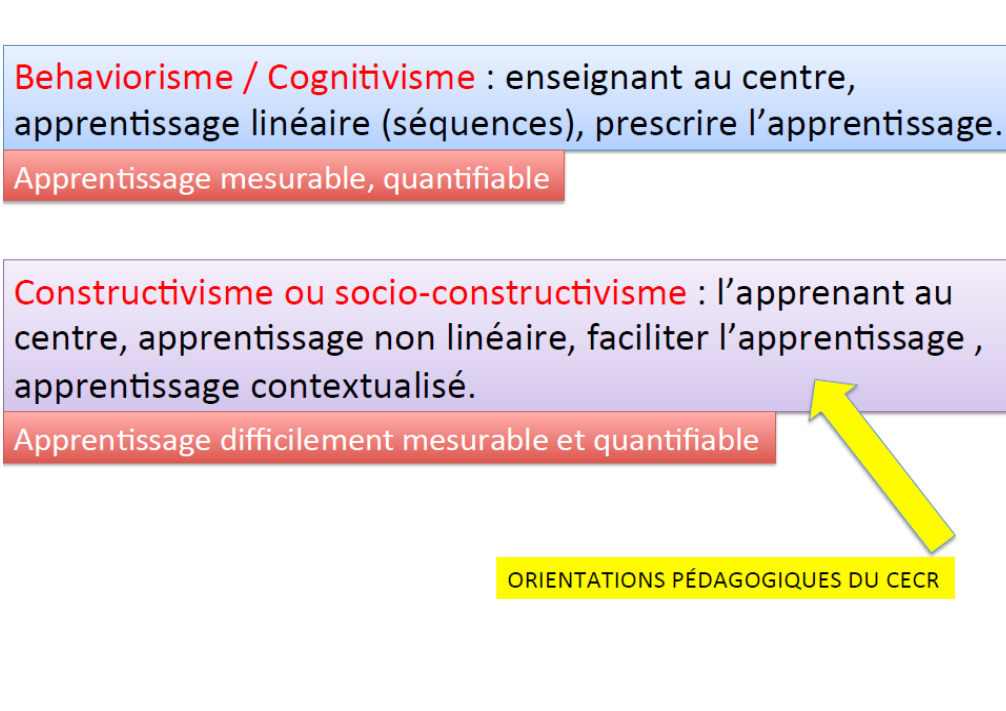 Behaviorisme / Cognitivisme : enseignant au centre,
apprentissage linéaire (séquences), prescrire l’apprentissage.
Apprentissage mesurable, quantifiable
Constructivisme ou socio-constructivisme : l’apprenant au
centre, apprentissage non linéaire, faciliter l’apprentissage ,
apprentissage contextualisé.
Apprentissage difficilement mesurable et quantifiable
ORIENTATIONS PÉDAGOGIQUES DU CECR